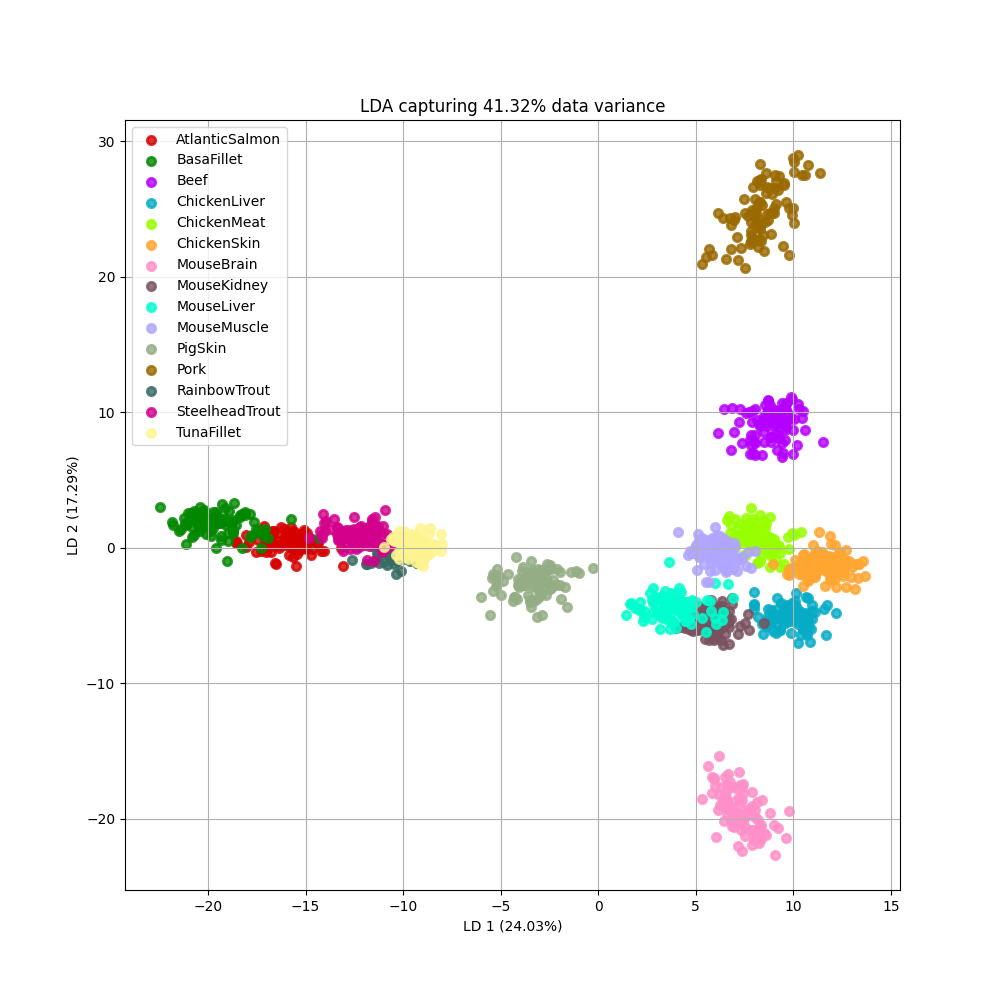 LDA capturing 41.32% data variance
30
20
10
0
−10
−20
LD 2 (17.29%)
AtlanticSalmon
BasaFillet
Beef
ChickenLiver
ChickenMeat
ChickenSkin
MouseBrain
MouseKidney
MouseLiver
MouseMuscle
PigSkin
Pork
RainbowTrout
SteelheadTrout
TunaFillet
−20 −15 −10 −5 0 5 10 15
LD 1 (24.03%)